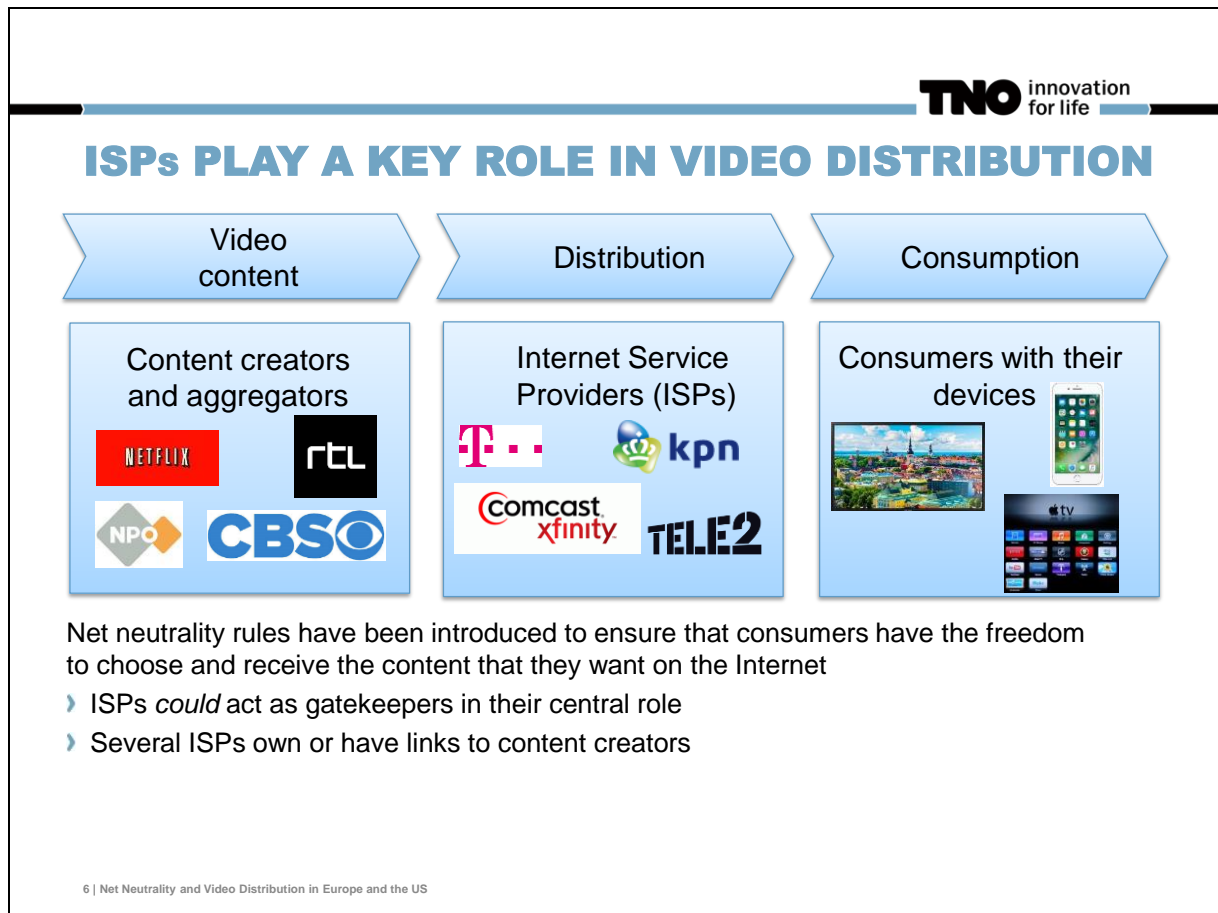 TNO innovation
for life
ISPs PLAY A KEY ROLE IN VIDEO DISTRIBUTION
Video
content
Distribution
Consumption
Content creators
and aggregators
NETFLIX
rtl
NPO
CBS
Internet Service
Providers (ISPs)
T
kpn
comcast
xfinity
TELE2
Consumers with their
devices
tv
Net neutrality rules have been introduced to ensure that consumers have the freedom
to choose and receive the content that they want on the Internet
ISPs could act as gatekeepers in their central role
Several ISPs own or have links to content creators
6 | Net Neutrality and Video Distribution in Europe and the US